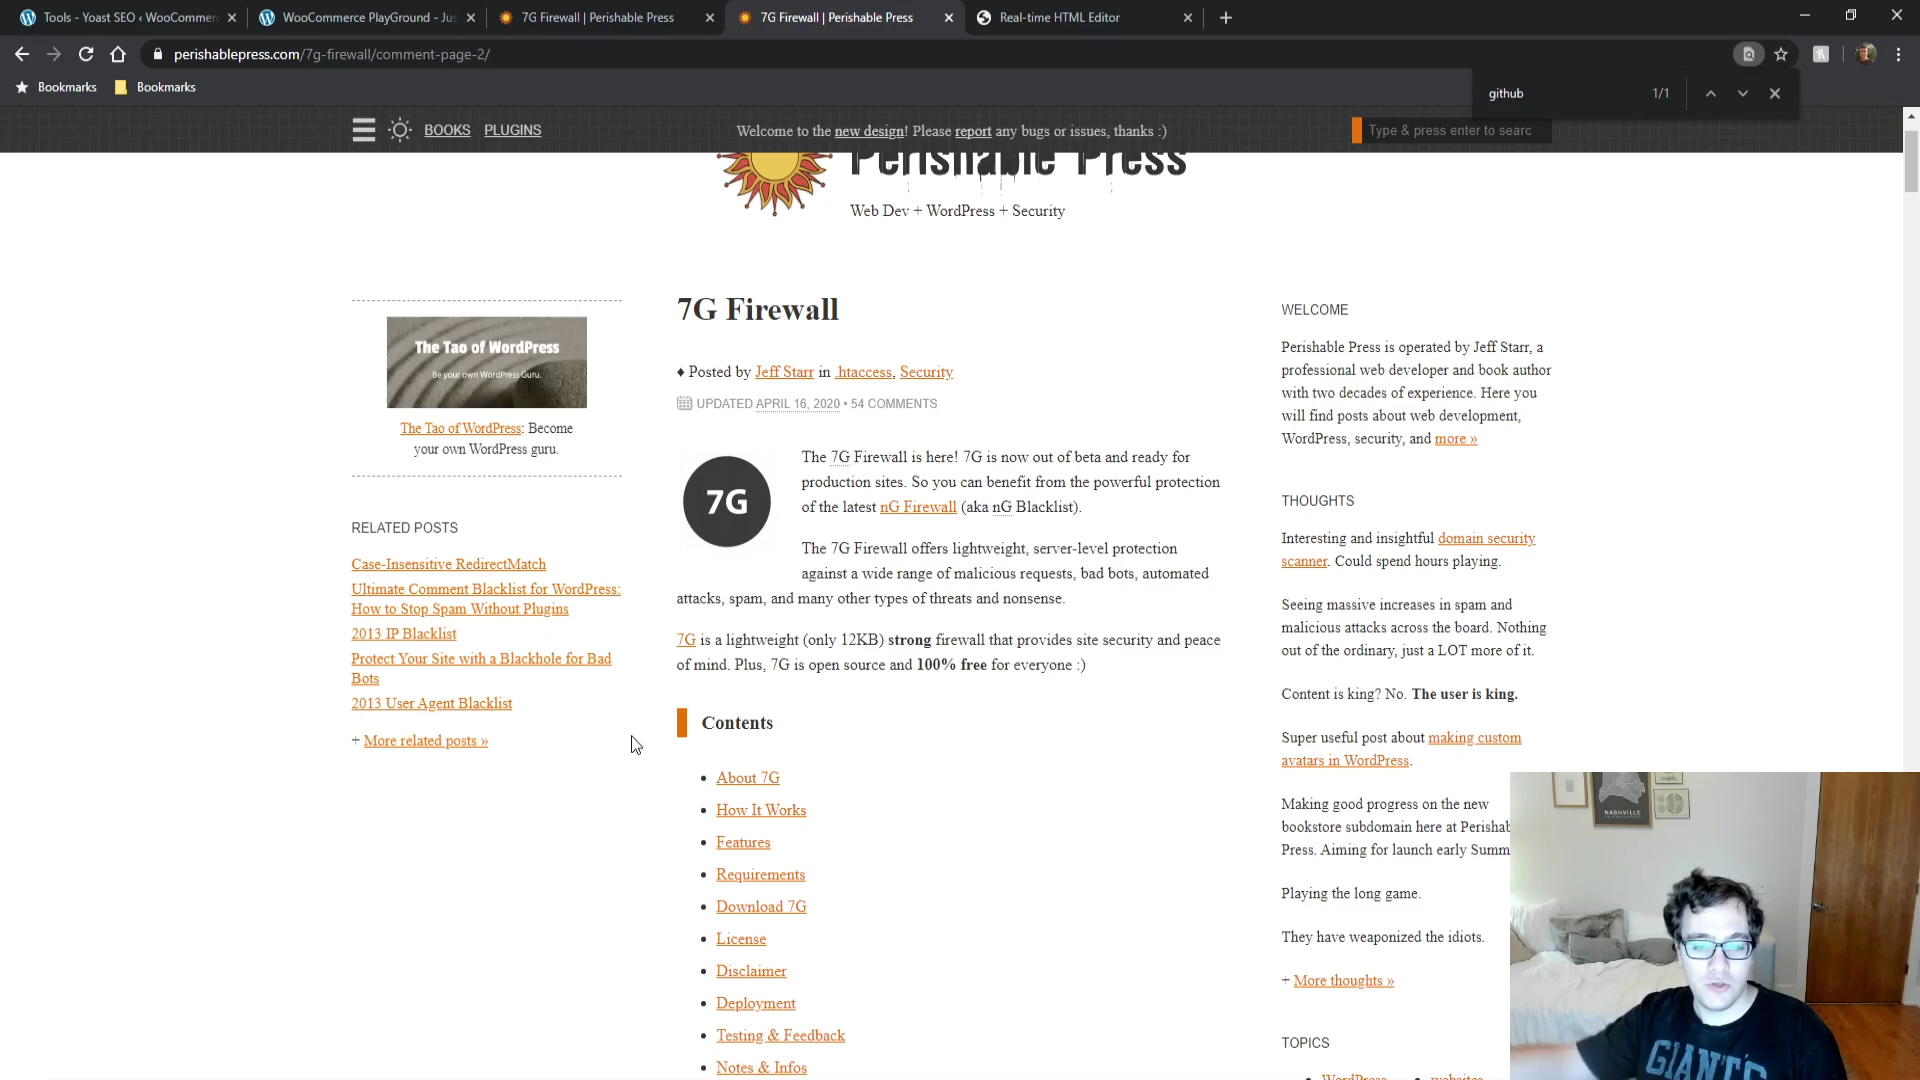 Tools - Yoast SEO ‹ WooCommer
WooCommerce PlayGround - Jus
7G Firewall | Perishable Press
7G Firewall | Perishable Press
Real-time HTML Editor
perishablepress.com/7g-firewall/comment-page-2/
Bookmarks
Bookmarks
github
1/1
BOOKS PLUGINS
Welcome to the new design! Please report any bugs or issues, thanks :)
Type & press enter to searc
Perishable Press
Web Dev + WordPress + Security
The Tao of WordPress
Be your own WordPress Guru.
The Tao of WordPress: Become
your own WordPress guru.
RELATED POSTS
Case-Insensitive RedirectMatch
Ultimate Comment Blacklist for WordPress:
How to Stop Spam Without Plugins
2013 IP Blacklist
Protect Your Site with a Blackhole for Bad
Bots
2013 User Agent Blacklist
+ More related posts »
7G Firewall
♦ Posted by Jeff Starr in .htaccess, Security
UPDATED APRIL 16, 2020 • 54 COMMENTS
7G
The 7G Firewall is here! 7G is now out of beta and ready for
production sites. So you can benefit from the powerful protection
of the latest nG Firewall (aka nG Blacklist).
The 7G Firewall offers lightweight, server-level protection
against a wide range of malicious requests, bad bots, automated
attacks, spam, and many other types of threats and nonsense.
7G is a lightweight (only 12KB) strong firewall that provides site security and peace
of mind. Plus, 7G is open source and 100% free for everyone :)
Contents
• About 7G
• How It Works
• Features
• Requirements
• Download 7G
• License
• Disclaimer
• Deployment
• Testing & Feedback
• Notes & Infos
WELCOME
Perishable Press is operated by Jeff Starr, a
professional web developer and book author
with two decades of experience. Here you
will find posts about web development,
WordPress, security, and more »
THOUGHTS
Interesting and insightful domain security
scanner. Could spend hours playing.
Seeing massive increases in spam and
malicious attacks across the board. Nothing
out of the ordinary, just a LOT more of it.
Content is king? No. The user is king.
Super useful post about making custom
avatars in WordPress.
Making good progress on the new
bookstore subdomain here at Perishab
Press. Aiming for launch early Summ
Playing the long game.
They have weaponized the idiots.
+ More thoughts »
TOPICS
• WordPress • websites
NASHVILLE
GIANTS